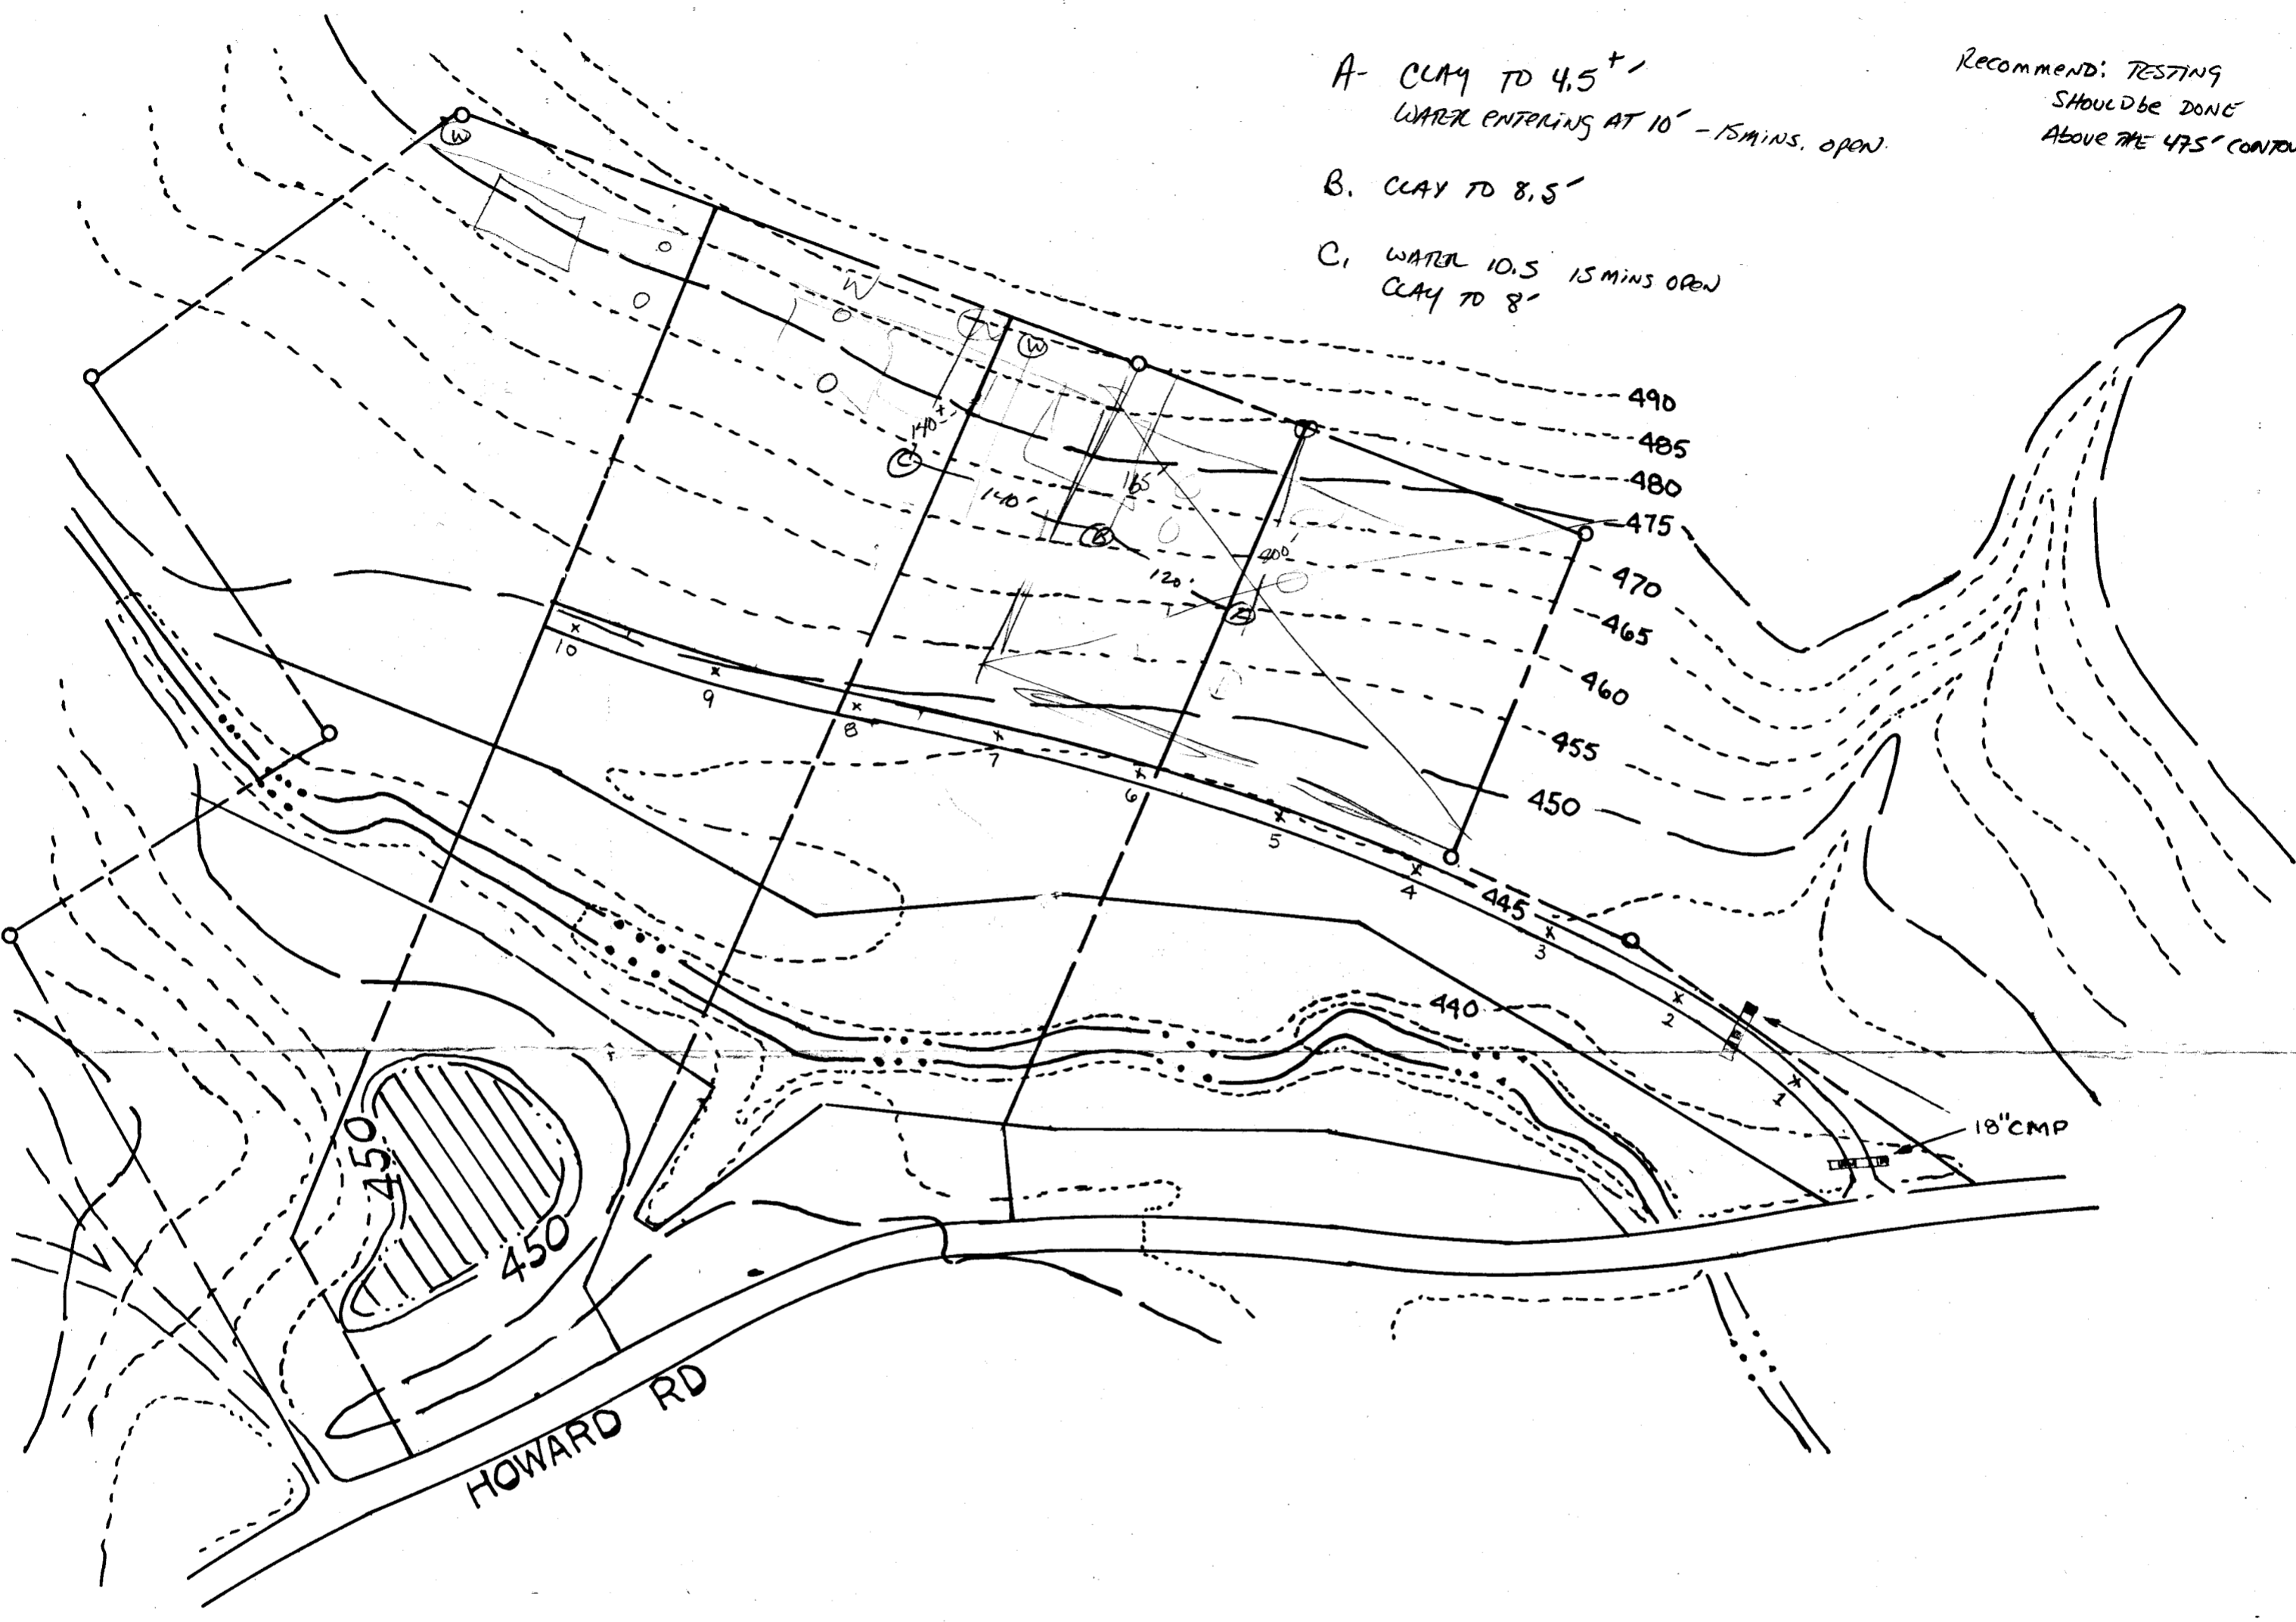 A- CLAY TO 4.5+'
WATER ENTERING AT 10' - 15 MINS. OPEN.
B. CLAY TO 8.5'
C. WATER 10.5 15 MINS OPEN
CLAY TO 8'
Recommend: TESTING
SHOULD be DONE
Above THE 475' CONTOU
W
W
W
490
485
480
475
470
465
460
455
450
445
440
140'
C
140'
165'
B
120'
400'
A
10
9
8
7
6
5
4
3
2
1
18" CMP
450
450
HOWARD RD